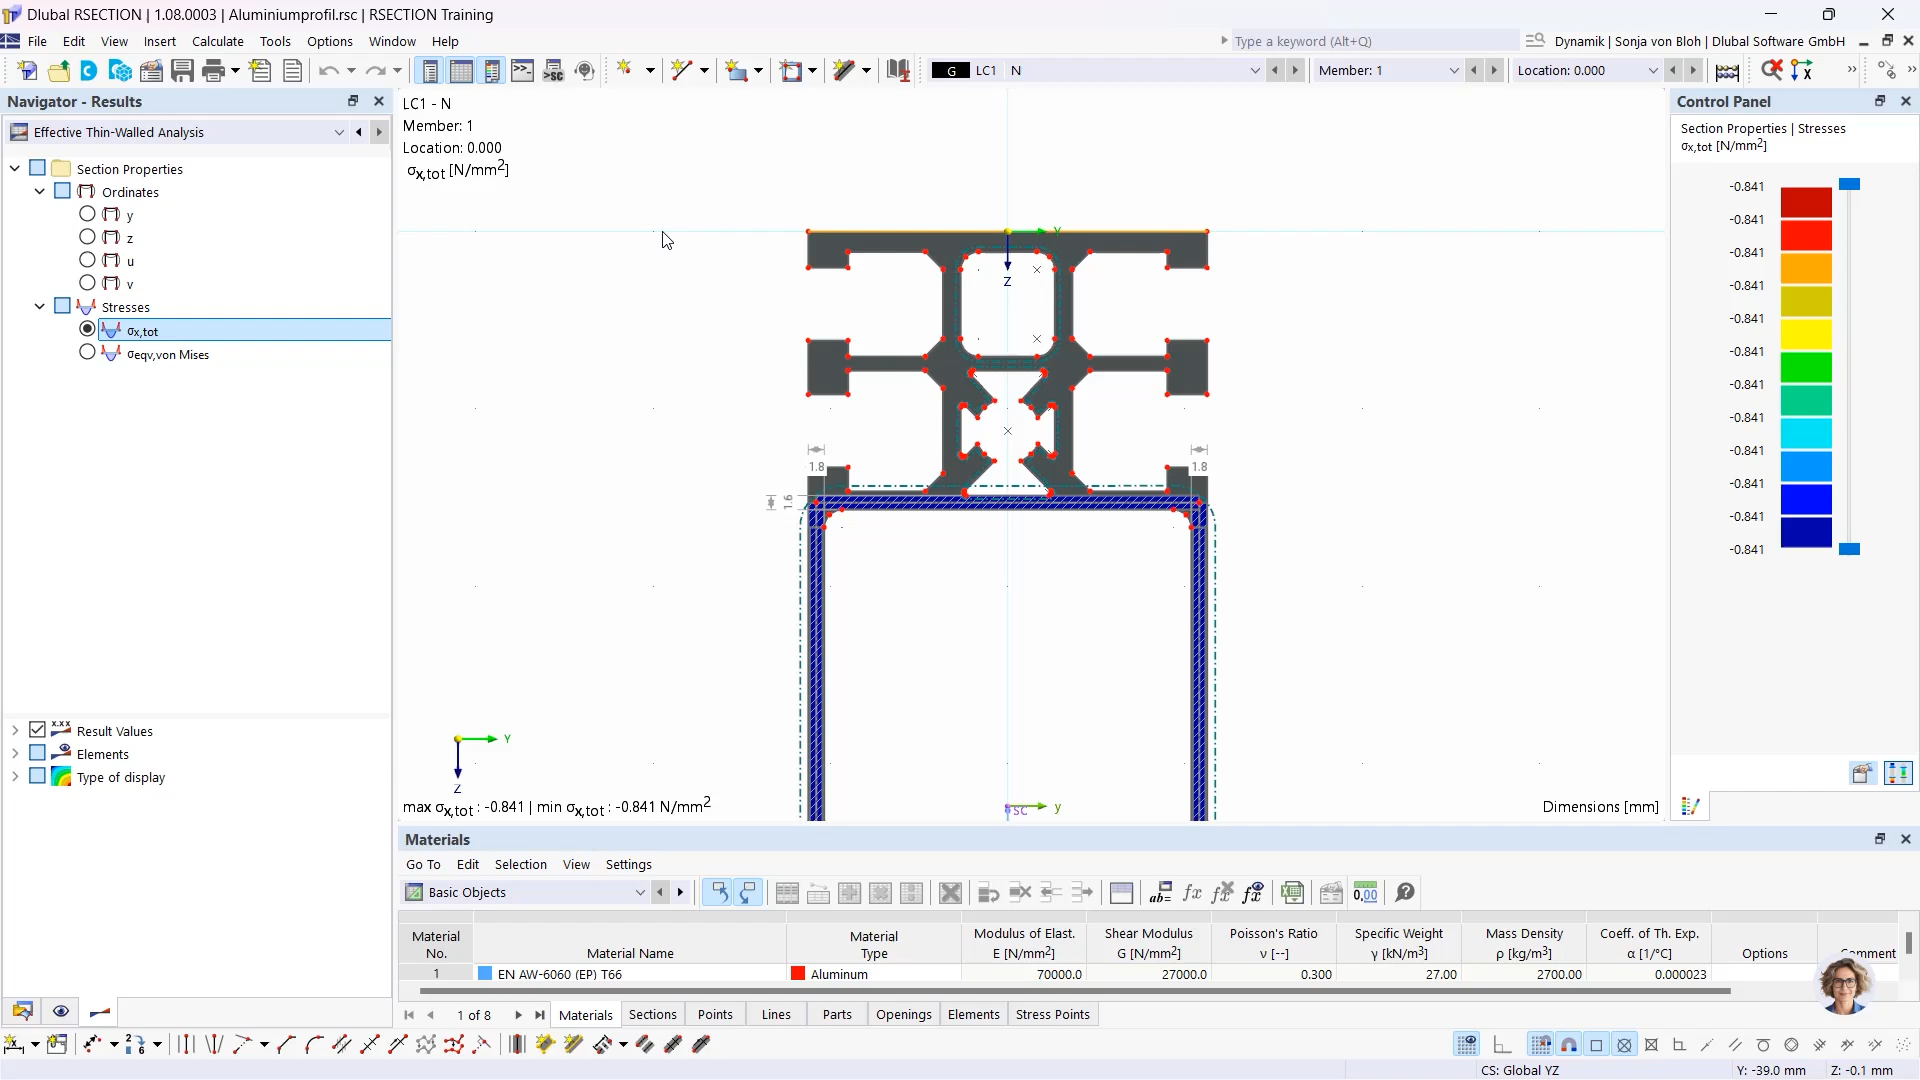 Dlubal RSECTION | 1.08.0003 | Aluminiumprofil.rsc | RSECTION Training
File Edit View Insert Calculate Tools Options Window Help
Type a keyword (Alt+Q)
Dynamik | Sonja von Bloh | Dlubal Software GmbH
G LC1 N
Member: 1
Location: 0.000
Navigator - Results
Effective Thin-Walled Analysis
Section Properties
Ordinates
y
z
u
v
Stresses
σx,tot
σeqv,von Mises
Result Values
Elements
Type of display
LC1 - N
Member: 1
Location: 0.000
σx,tot [N/mm²]
Y
Z
1.8
1.8
1.6
Y
Z
SC
y
max σx,tot : -0.841 | min σx,tot : -0.841 N/mm²
Dimensions [mm]
Control Panel
Section Properties | Stresses
σx,tot [N/mm²]
-0.841
-0.841
-0.841
-0.841
-0.841
-0.841
-0.841
-0.841
-0.841
-0.841
-0.841
-0.841
Materials
Go To Edit Selection View Settings
Basic Objects
Material No.
Material Name
Material Type
Modulus of Elast. E [N/mm²]
Shear Modulus G [N/mm²]
Poisson's Ratio ν [--]
Specific Weight γ [kN/m³]
Mass Density ρ [kg/m³]
Coeff. of Th. Exp. α [1/°C]
Options
1 EN AW-6060 (EP) T66 Aluminum 70000.0 27000.0 0.300 27.00 2700.00 0.000023
1 of 8
Materials Sections Points Lines Parts Openings Elements Stress Points
CS: Global YZ
Y: -39.0 mm
Z: -0.1 mm